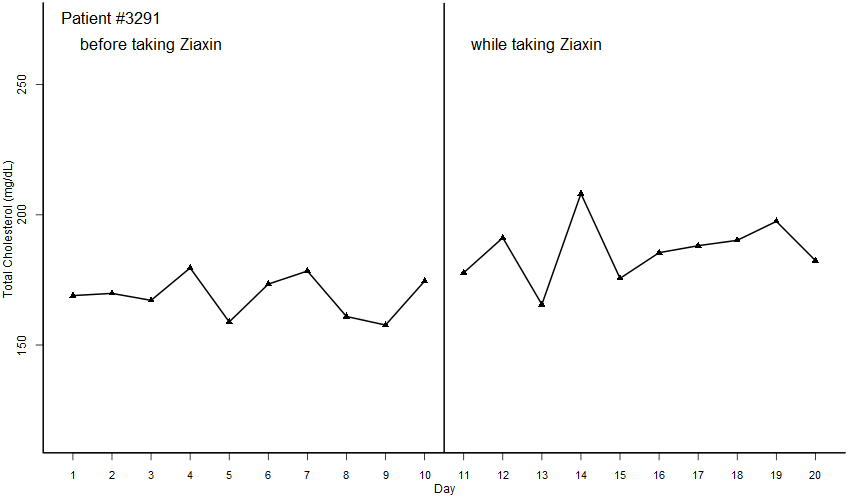 Patient #3291
before taking Ziaxin
while taking Ziaxin
Total Cholesterol (mg/dL)
250
200
150
1 2 3 4 5 6 7 8 9 10 11 12 13 14 15 16 17 18 19 20
Day